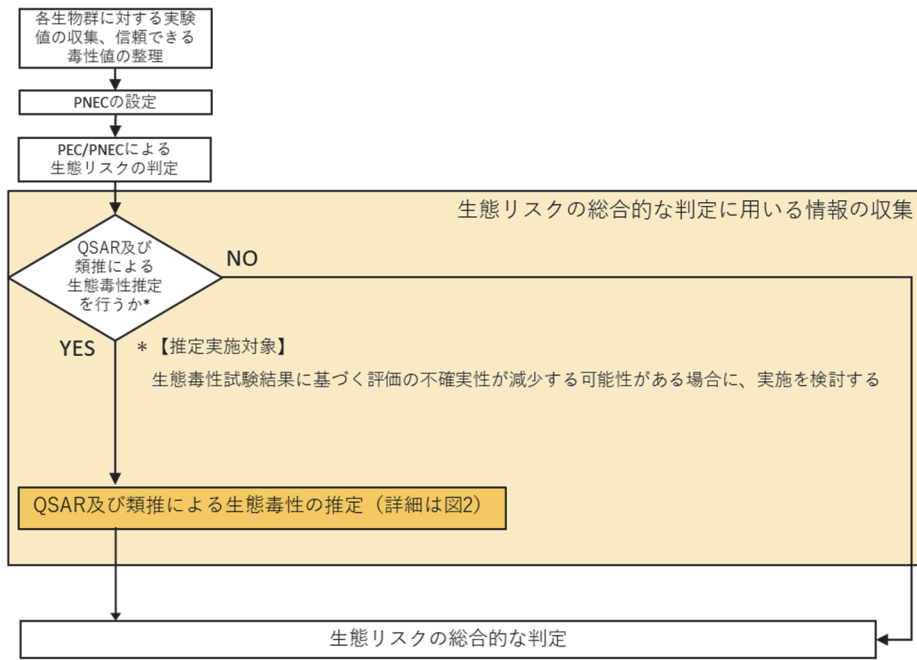 各生物群に対する実験
値の収集、信頼できる
毒性値の整理
PNECの設定
PEC/PNECによる
生態リスクの判定
生態リスクの総合的な判定に用いる情報の収集
QSAR及び
類推による
生態毒性推定
を行うか*
NO
YES
＊【推定実施対象】
生態毒性試験結果に基づく評価の不確実性が減少する可能性がある場合に、実施を検討する
QSAR及び類推による生態毒性の推定（詳細は図2）
生態リスクの総合的な判定